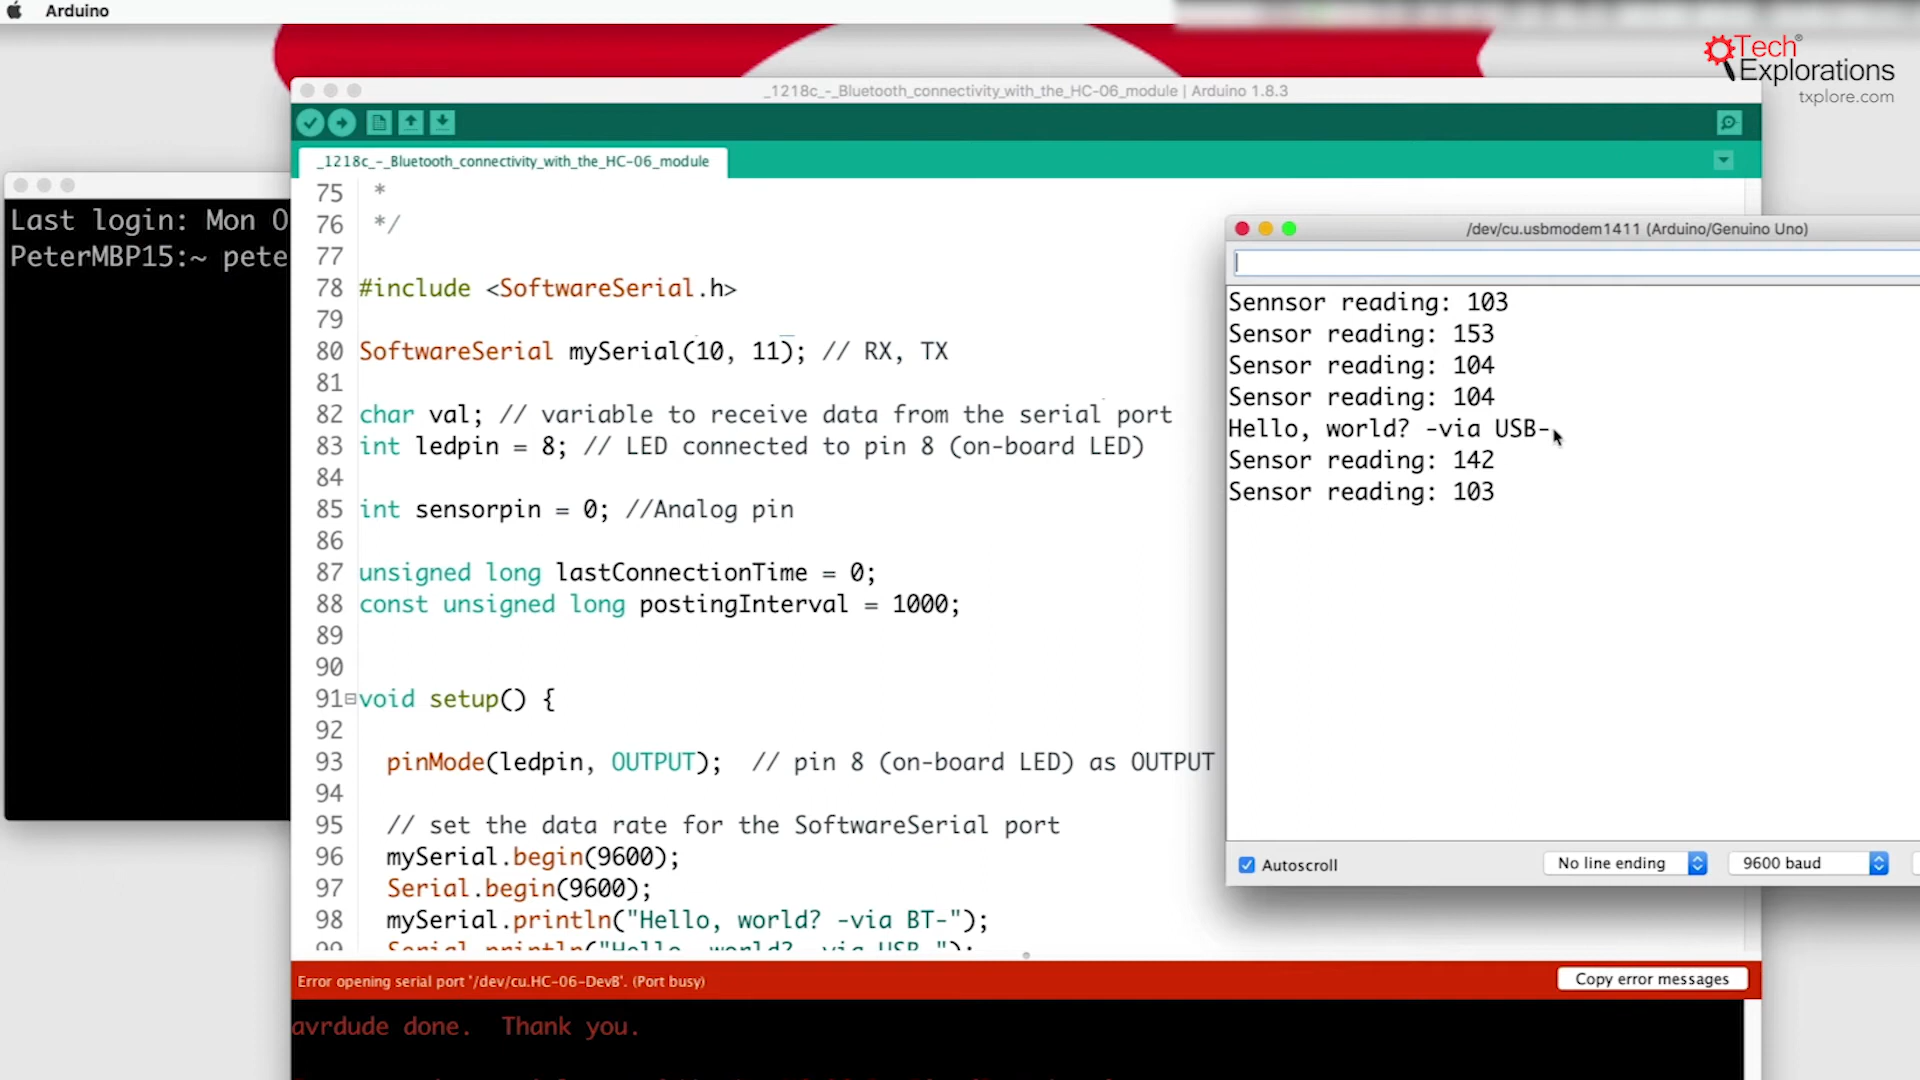 Arduino
Tech®
Explorations
txplore.com
_1218c_-_Bluetooth_connectivity_with_the_HC-06_module | Arduino 1.8.3
_1218c_-_Bluetooth_connectivity_with_the_HC-06_module
Last login: Mon O
PeterMBP15:~ pete
75 *
76 */
77
78 #include <SoftwareSerial.h>
79
80 SoftwareSerial mySerial(10, 11); // RX, TX
81
82 char val; // variable to receive data from the serial port
83 int ledpin = 8; // LED connected to pin 8 (on-board LED)
84
85 int sensorpin = 0; //Analog pin
86
87 unsigned long lastConnectionTime = 0;
88 const unsigned long postingInterval = 1000;
89
90
91 void setup() {
92
93 pinMode(ledpin, OUTPUT); // pin 8 (on-board LED) as OUTPUT
94
95 // set the data rate for the SoftwareSerial port
96 mySerial.begin(9600);
97 Serial.begin(9600);
98 mySerial.println("Hello, world? -via BT-");
99 Serial.println("Hello, world? -via USB-");
/dev/cu.usbmodem1411 (Arduino/Genuino Uno)
Sennsor reading: 103
Sensor reading: 153
Sensor reading: 104
Sensor reading: 104
Hello, world? -via USB-
Sensor reading: 142
Sensor reading: 103
Autoscroll
No line ending
9600 baud
Error opening serial port '/dev/cu.HC-06-DevB'. (Port busy)
Copy error messages
avrdude done. Thank you.